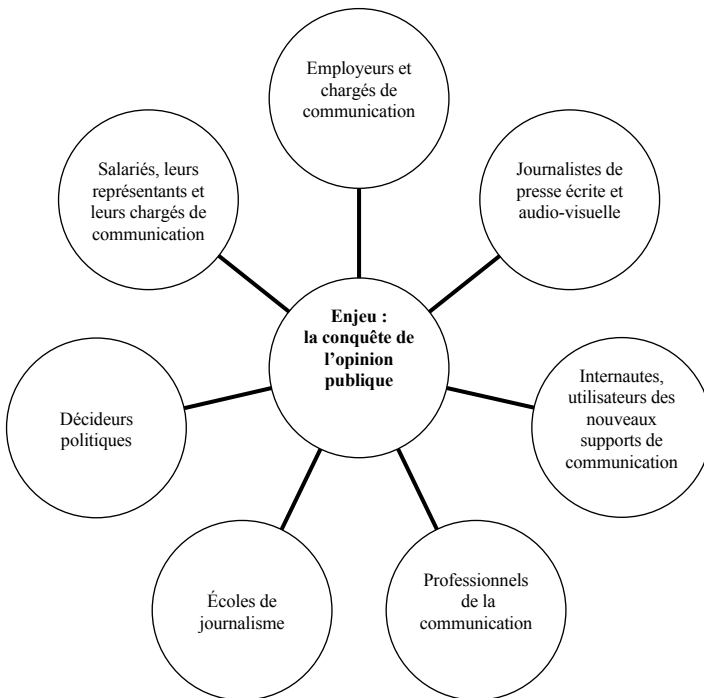 Employeurs et
chargés de
communication
Salariés, leurs
représentants et
leurs chargés de
communication
Journalistes de
presse écrite et
audio-visuelle
Enjeu :
la conquête de
l’opinion
publique
Décideurs
politiques
Internautes,
utilisateurs des
nouveaux
supports de
communication
Écoles de
journalisme
Professionnels
de la
communication